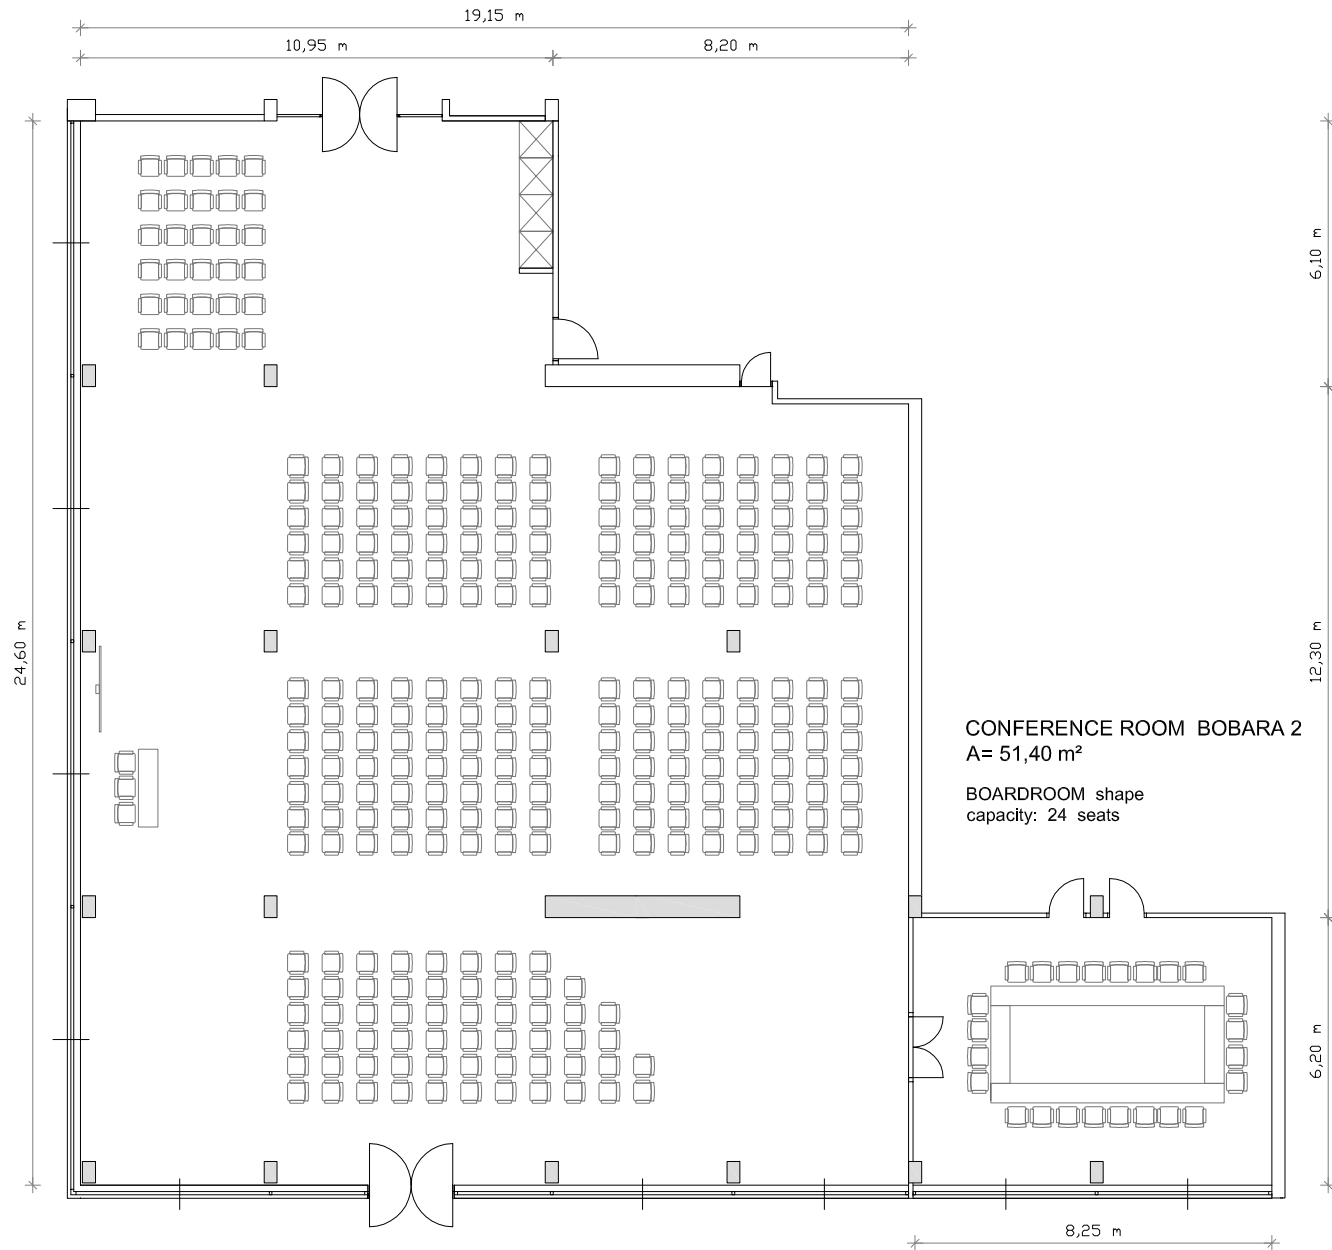 19,15 m
10,95 m
8,20 m
6,10 m
24,60 m
12,30 m
CONFERENCE ROOM BOBARA 2
A= 51,40 m²
BOARDROOM shape
capacity: 24 seats
6,20 m
8,25 m